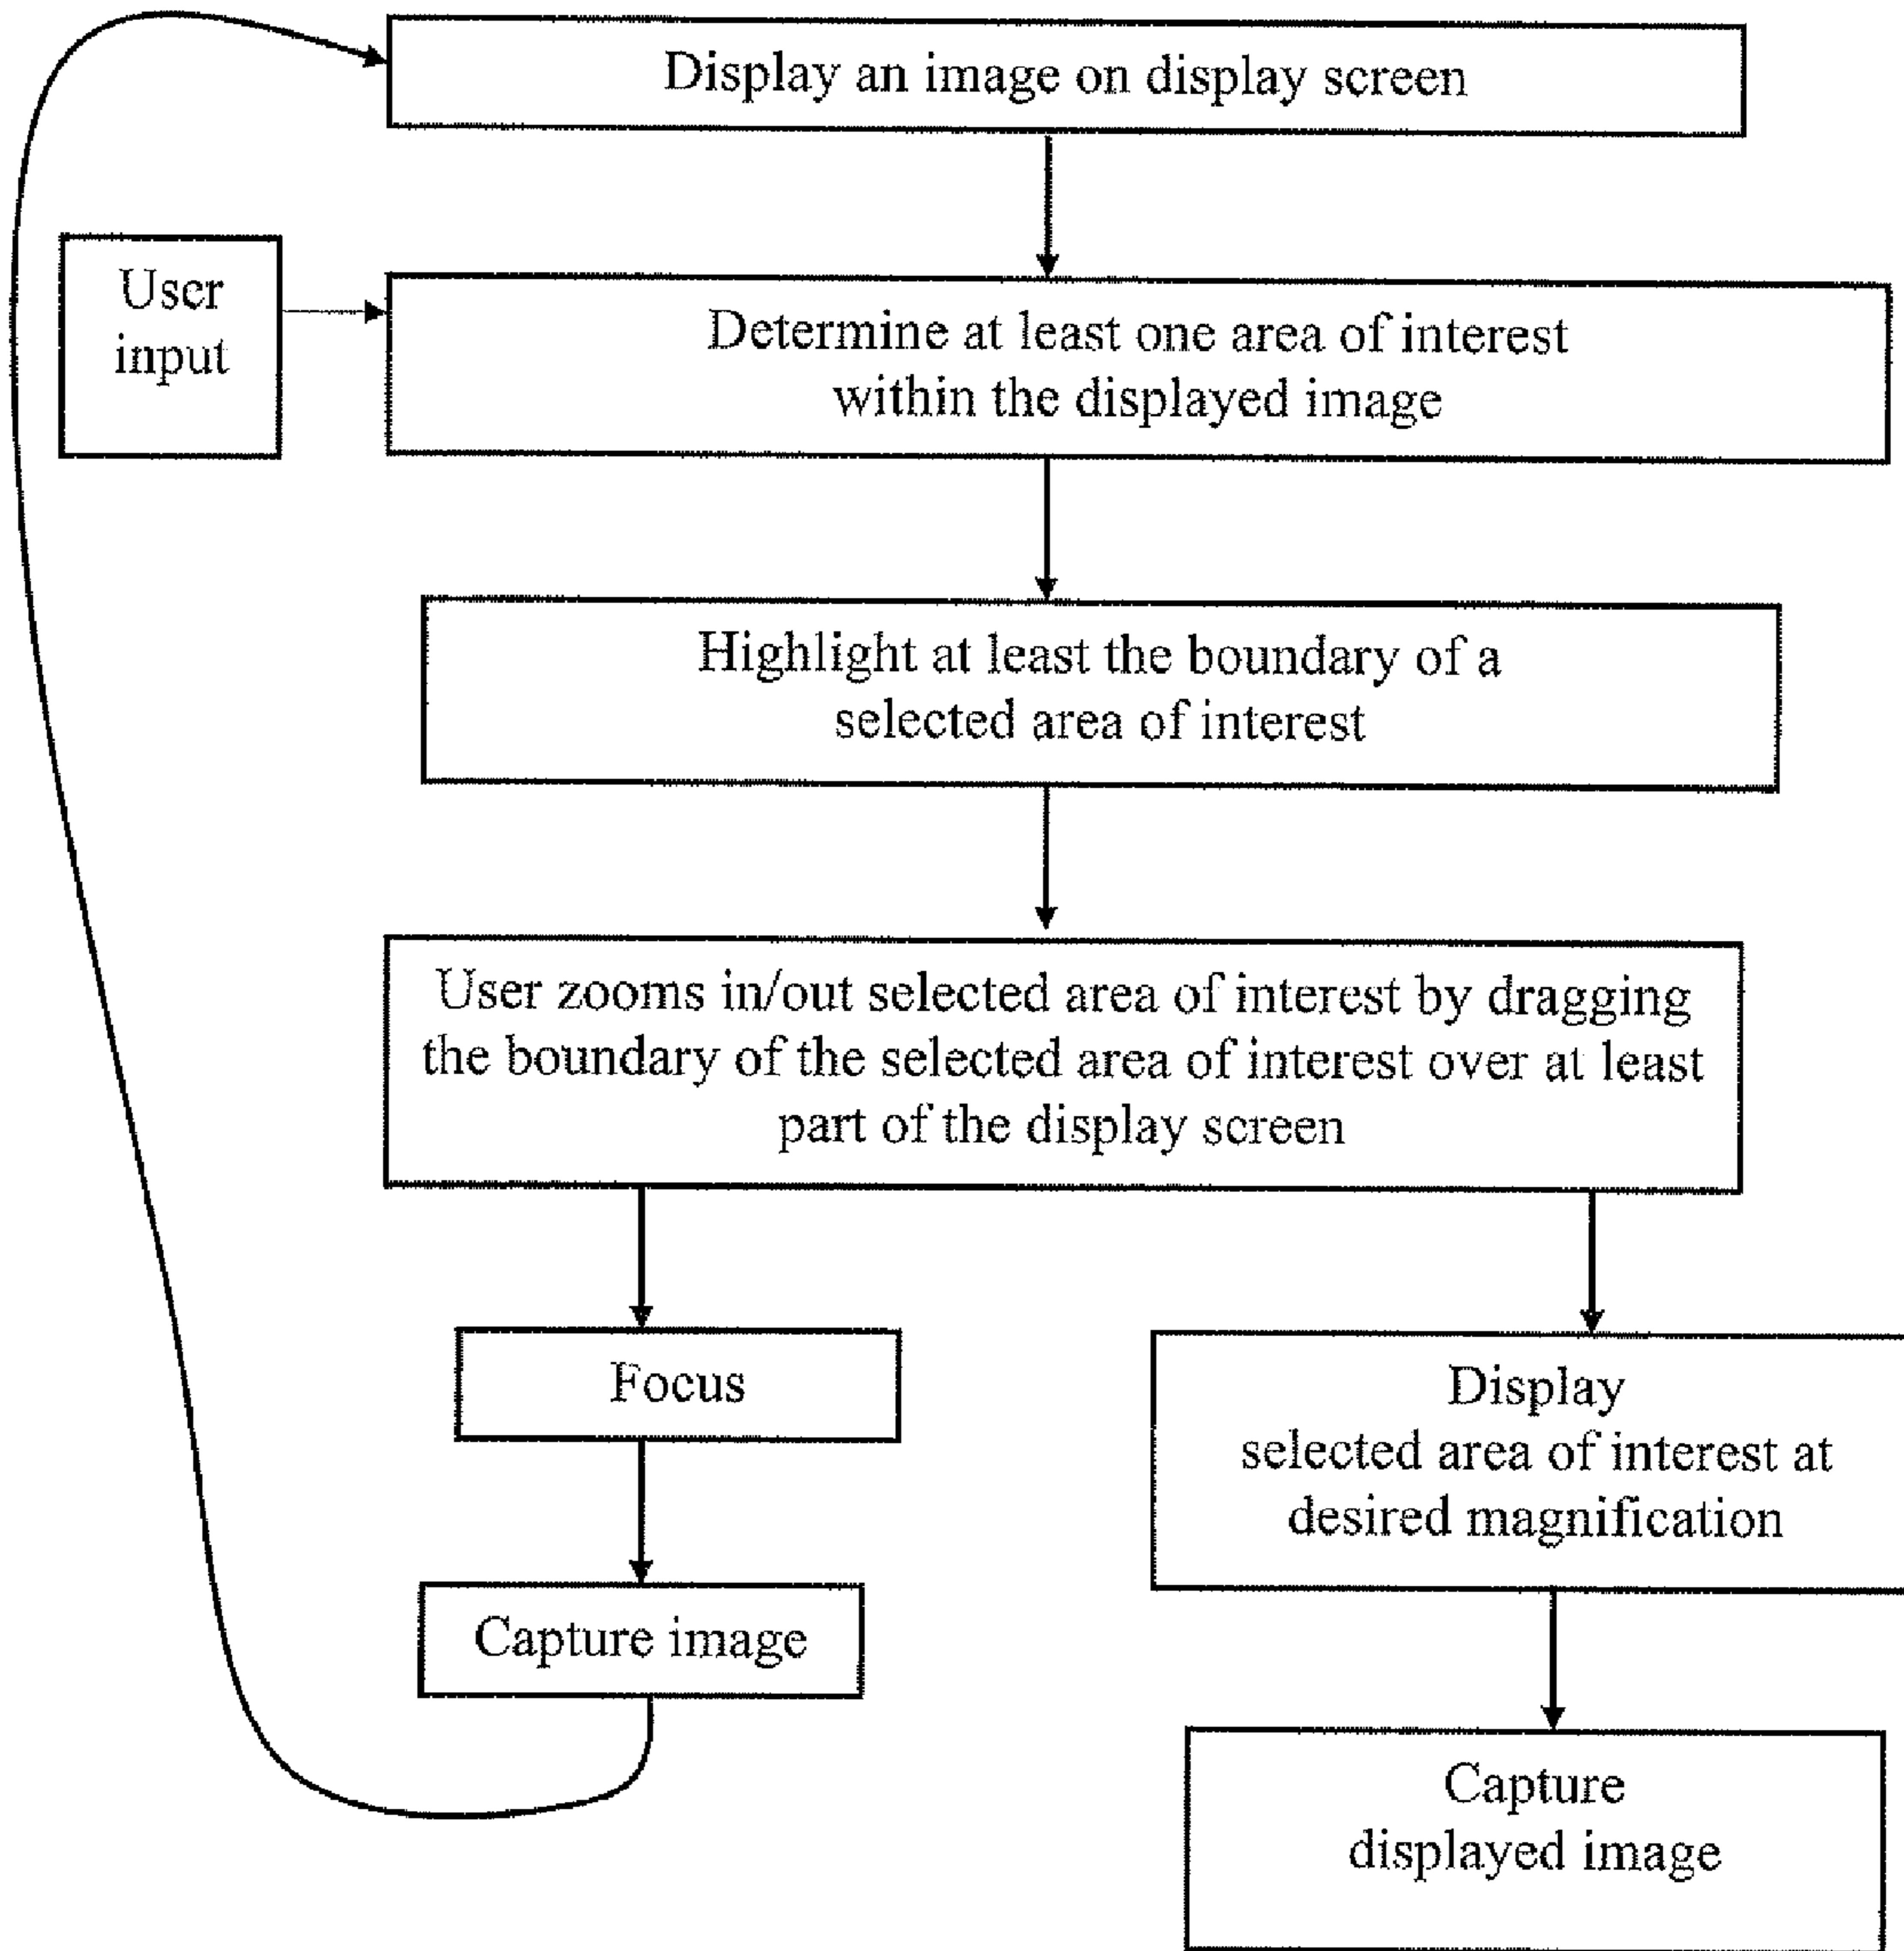 Display an image on display screen
User
input
Determine at least one area of interest
within the displayed image
Highlight at least the boundary of a
selected area of interest
User zooms in/out selected area of interest by dragging
the boundary of the selected area of interest over at least
part of the display screen
Focus
Capture image
Display
selected area of interest at
desired magnification
Capture
displayed image